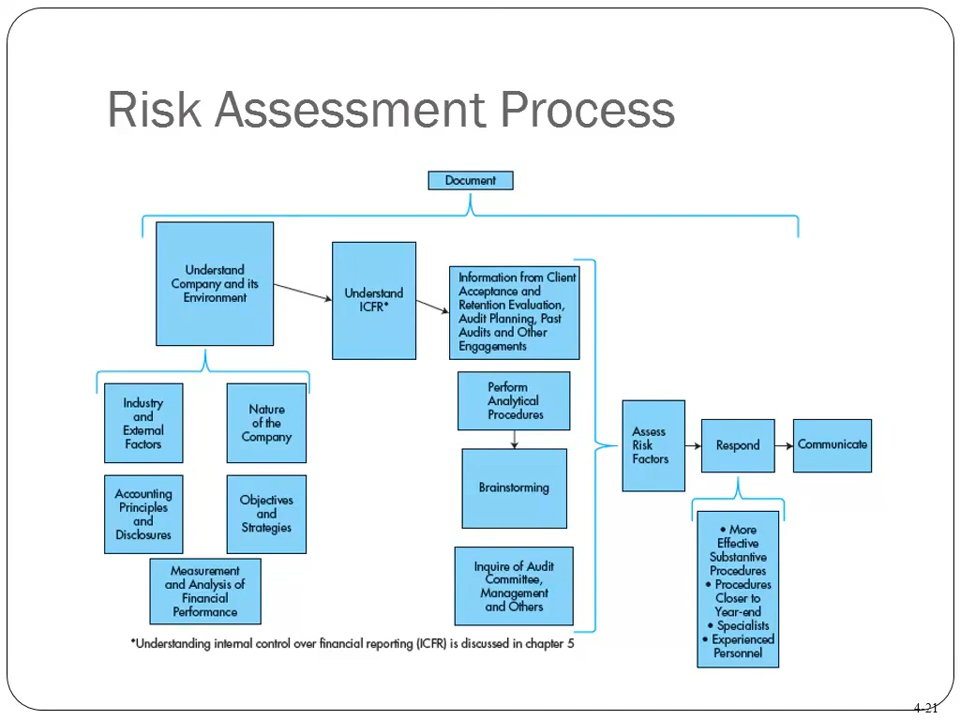 Risk Assessment Process
Document
Understand
Company and its
Environment
Understand
ICFR*
Information from Client
Acceptance and
Retention Evaluation,
Audit Planning, Past
Audits and Other
Engagements
Industry
and
External
Factors
Nature
of the
Company
Accounting
Principles
and
Disclosures
Objectives
and
Strategies
Measurement
and Analysis of
Financial
Performance
Perform
Analytical
Procedures
Brainstorming
Inquire of Audit
Committee,
Management
and Others
Assess
Risk
Factors
Respond
Communicate
• More
Effective
Substantive
Procedures
• Procedures
Closer to
Year-end
• Specialists
• Experienced
Personnel
*Understanding internal control over financial reporting (ICFR) is discussed in chapter 5
4-21